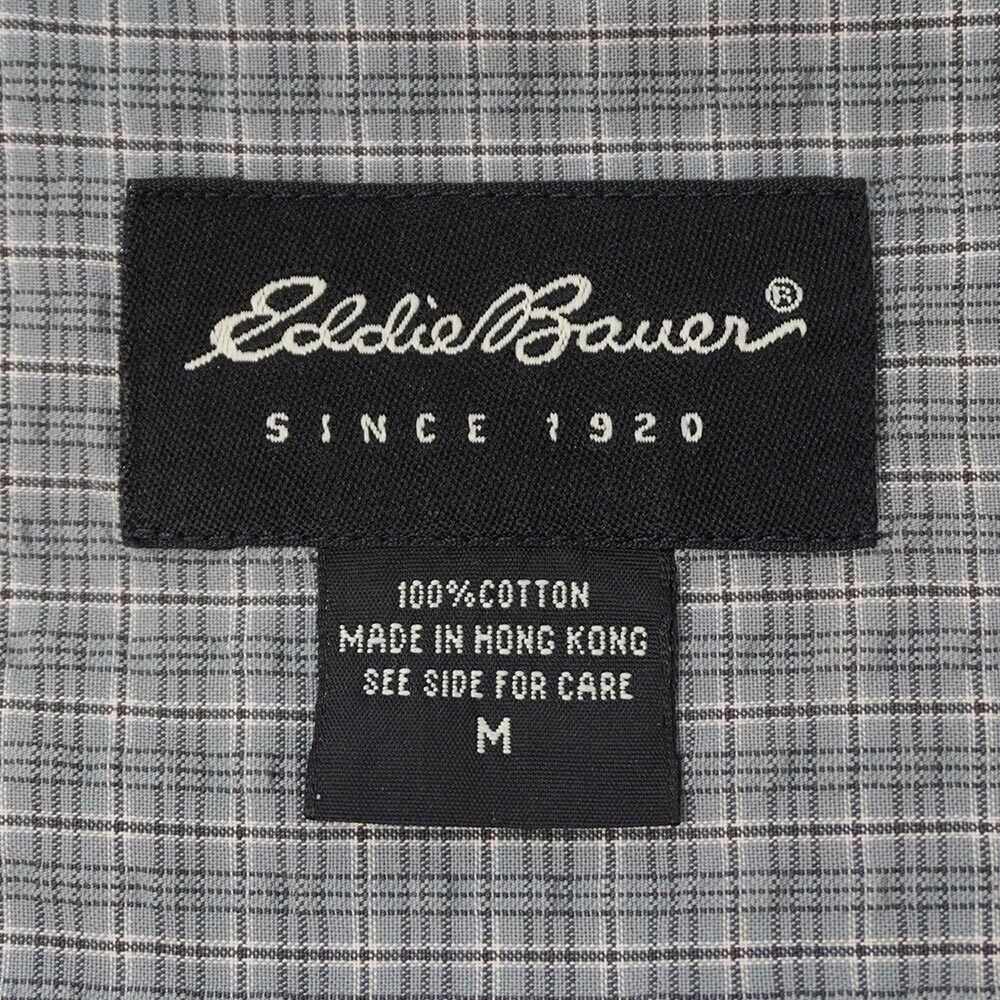 Eddie Bauer®
SINCE 1920
100%COTTON
MADE IN HONG KONG
SEE SIDE FOR CARE
M